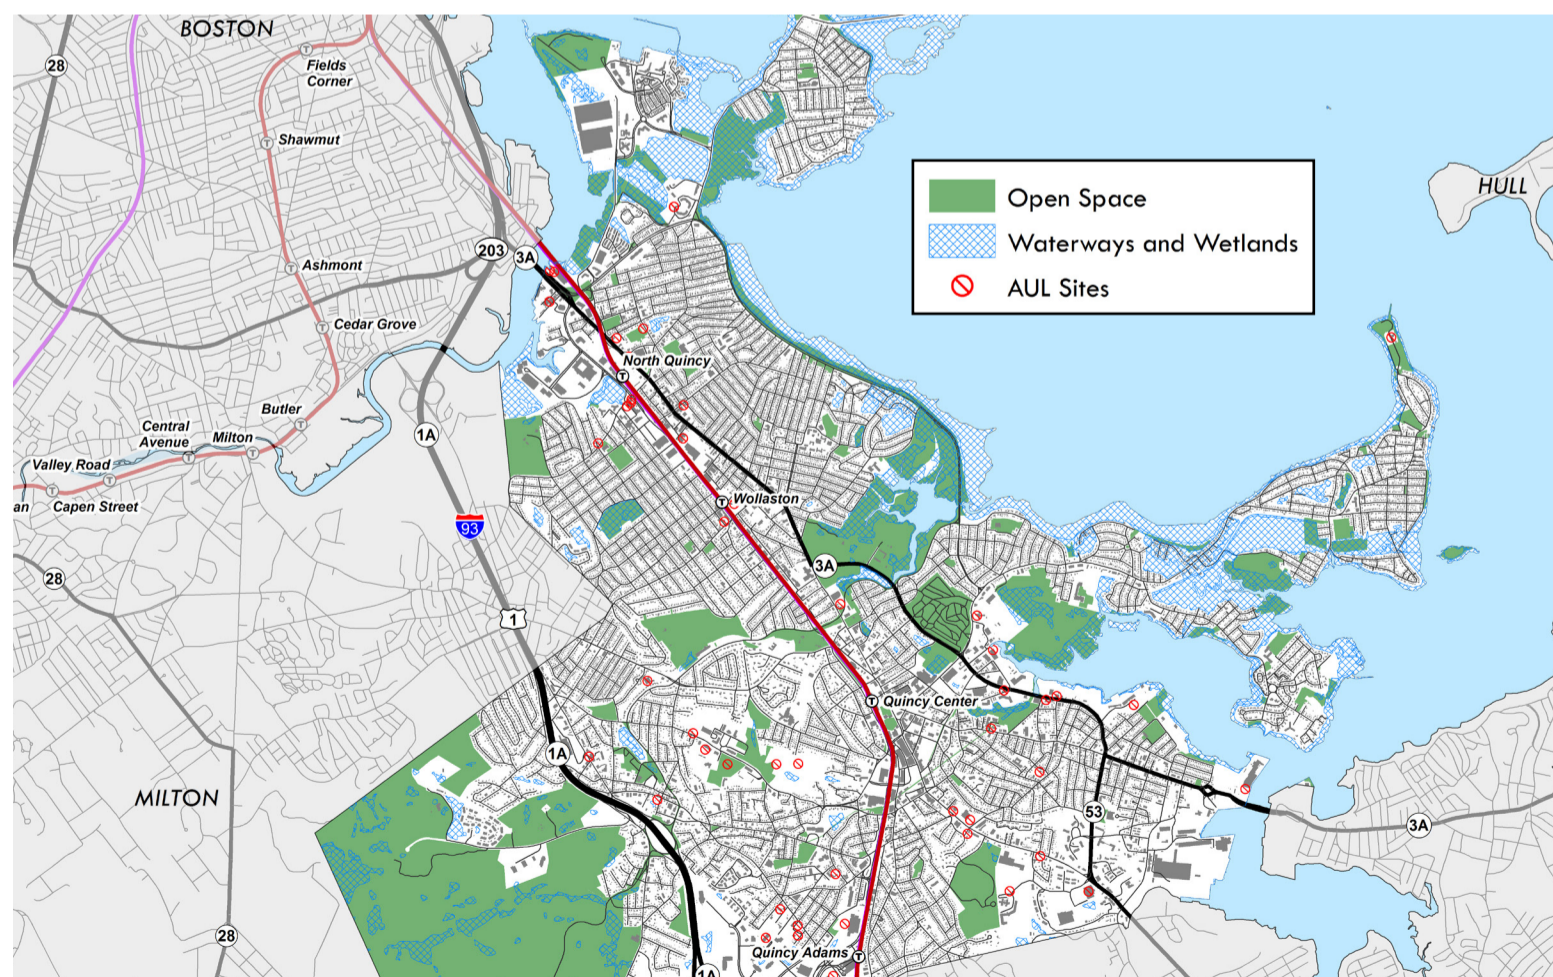 BOSTON
28
Fields
Corner
Shawmut
Open Space
Waterways and Wetlands
AUL Sites
HULL
203
3A
Ashmont
Cedar Grove
North Quincy
Butler
Central
Avenue
Milton
1A
Valley Road
an
Capen Street
Wollaston
93
3A
28
1
Quincy Center
1A
MILTON
53
3A
28
Quincy Adams
1A
T
T
T
T
T
T
T
T
T
T
T
T
T